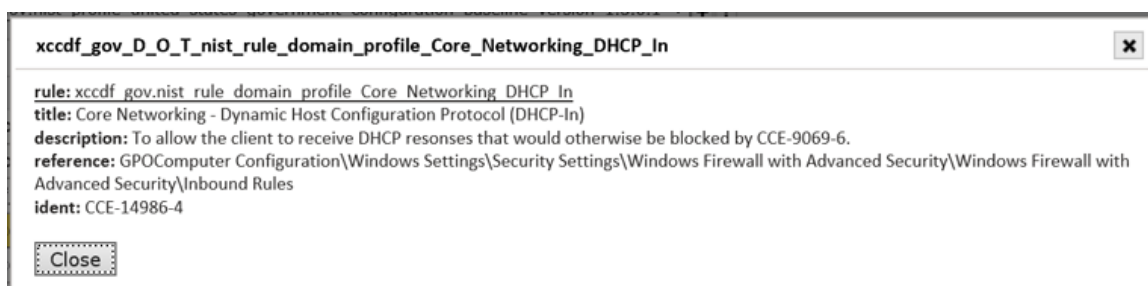 xccdf_gov_D_O_T_nist_rule_domain_profile_Core_Networking_DHCP_In
rule: xccdf_gov.nist_rule_domain_profile_Core_Networking_DHCP_In
title: Core Networking - Dynamic Host Configuration Protocol (DHCP-In)
description: To allow the client to receive DHCP resonses that would otherwise be blocked by CCE-9069-6.
reference: GPOComputer Configuration\Windows Settings\Security Settings\Windows Firewall with Advanced Security\Windows Firewall with
Advanced Security\Inbound Rules
ident: CCE-14986-4
Close